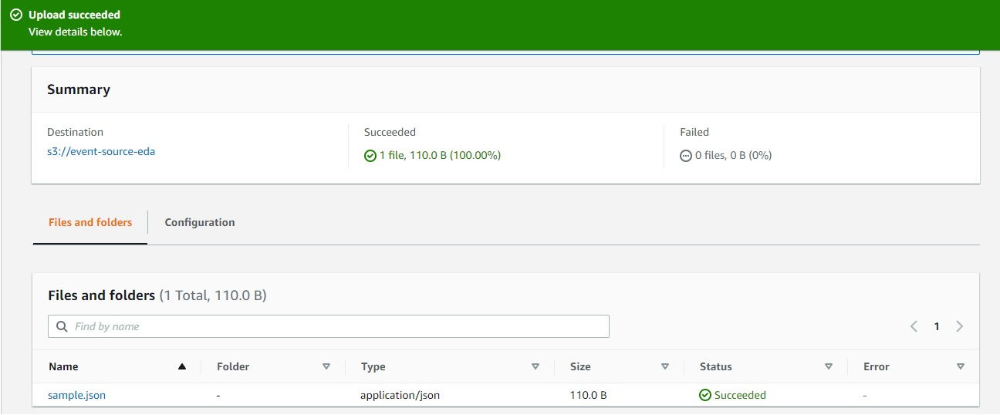 Upload succeeded
View details below.
Summary
Destination Succeeded Failed
s3://event-source-eda 1 file, 110.0 B (100.00%) 0 files, 0 B (0%)
Files and folders Configuration
Files and folders (1 Total, 110.0 B)
Find by name 1
Name Folder Type Size Status Error
sample.json - application/json 110.0 B Succeeded -